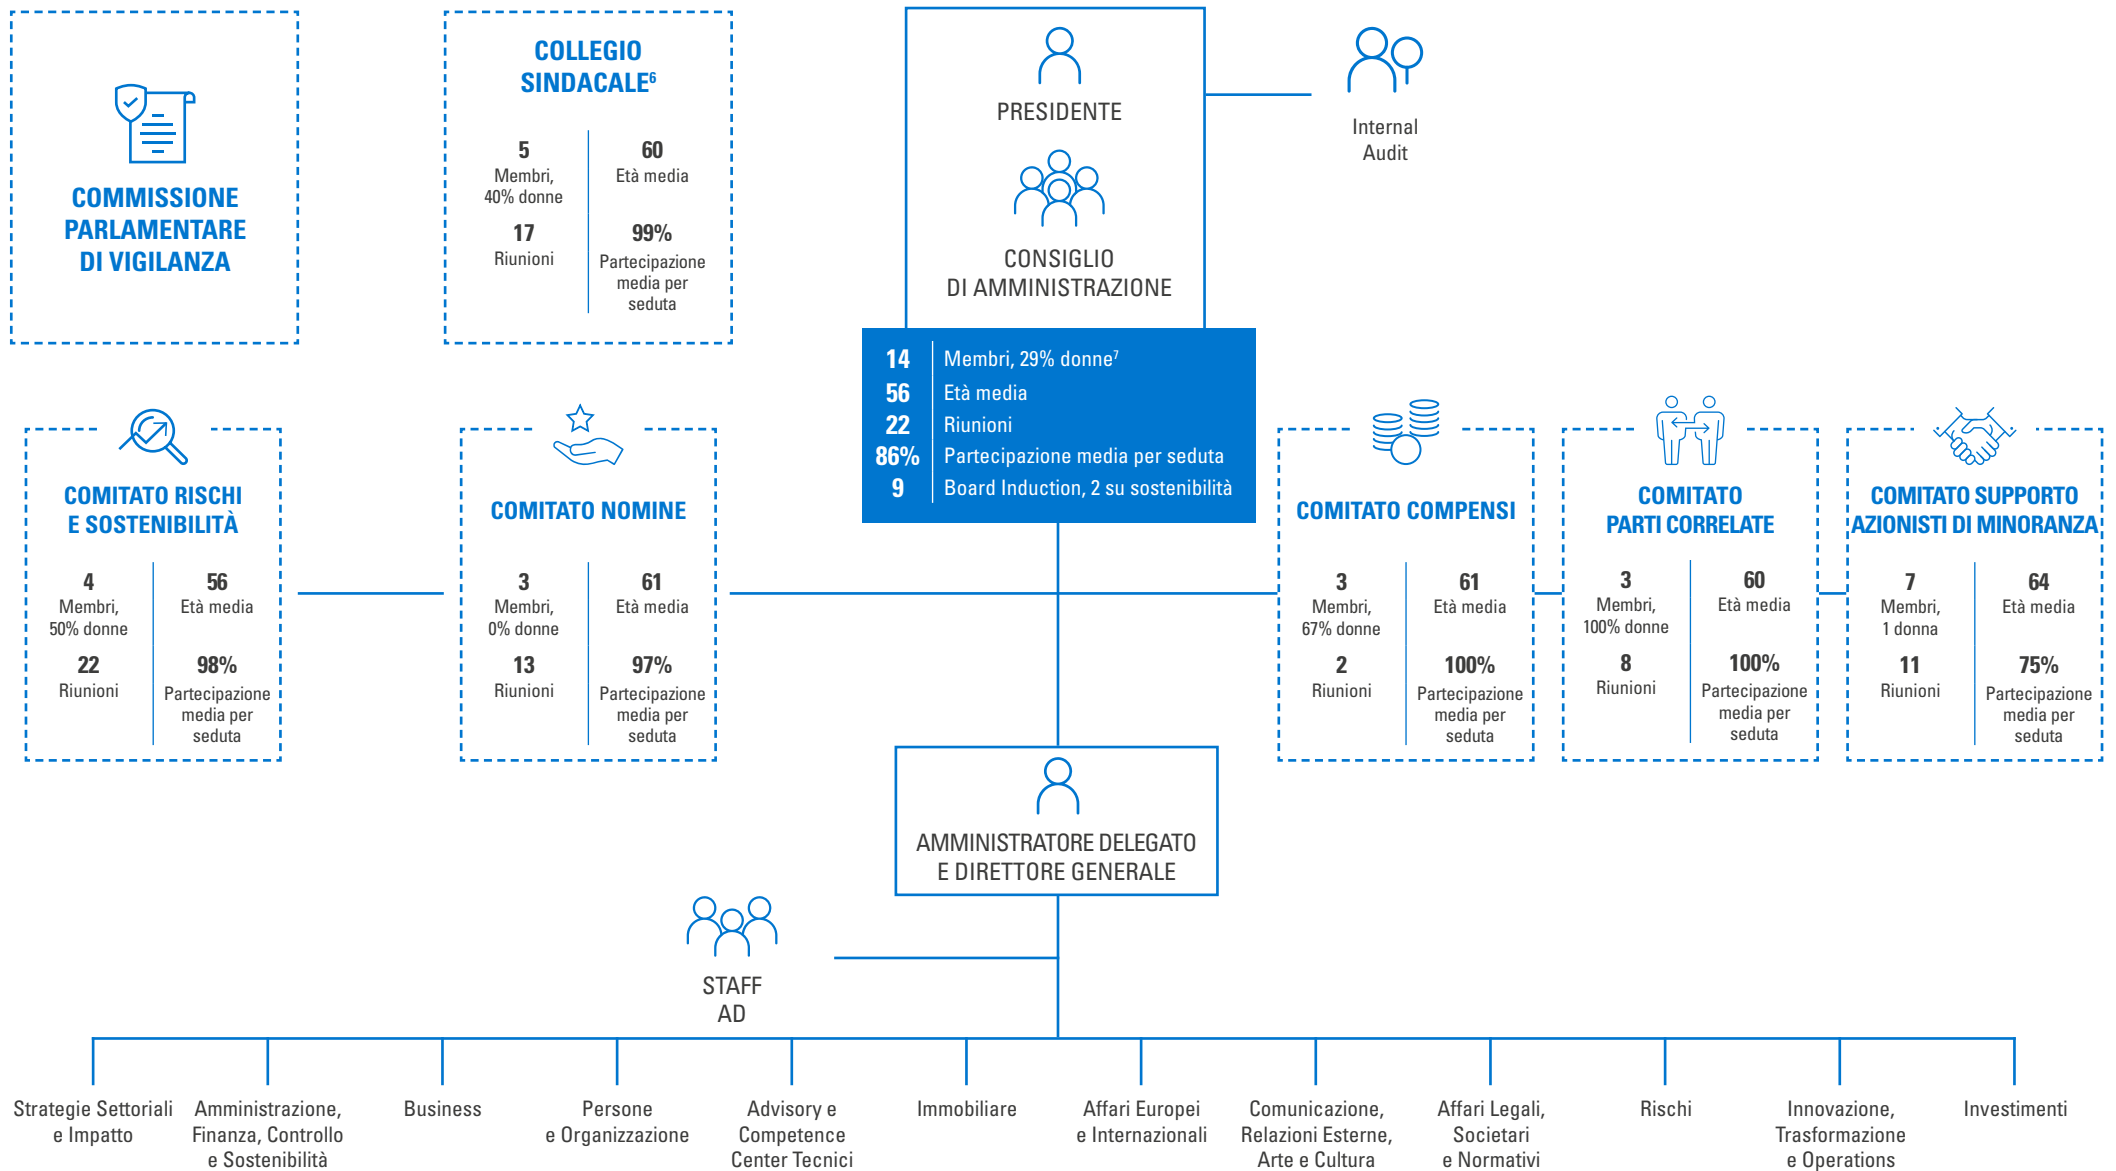 COMMISSIONE
PARLAMENTARE
DI VIGILANZA
COLLEGIO
SINDACALE⁶
5
Membri,
40% donne
60
Età media
17
Riunioni
99%
Partecipazione
media per
seduta
PRESIDENTE
CONSIGLIO
DI AMMINISTRAZIONE
Internal
Audit
14 Membri, 29% donne⁷
56 Età media
22 Riunioni
86% Partecipazione media per seduta
9 Board Induction, 2 su sostenibilità
COMITATO RISCHI
E SOSTENIBILITÀ
4
Membri,
50% donne
56
Età media
22
Riunioni
98%
Partecipazione
media per
seduta
COMITATO NOMINE
3
Membri,
0% donne
61
Età media
13
Riunioni
97%
Partecipazione
media per
seduta
COMITATO COMPENSI
3
Membri,
67% donne
61
Età media
2
Riunioni
100%
Partecipazione
media per
seduta
COMITATO
PARTI CORRELATE
3
Membri,
100% donne
60
Età media
8
Riunioni
100%
Partecipazione
media per
seduta
COMITATO SUPPORTO
AZIONISTI DI MINORANZA
7
Membri,
1 donna
64
Età media
11
Riunioni
75%
Partecipazione
media per
seduta
AMMINISTRATORE DELEGATO
E DIRETTORE GENERALE
STAFF
AD
Strategie Settoriali
e Impatto
Amministrazione,
Finanza, Controllo
e Sostenibilità
Business
Persone
e Organizzazione
Advisory e
Competence
Center Tecnici
Immobiliare
Affari Europei
e Internazionali
Comunicazione,
Relazioni Esterne,
Arte e Cultura
Affari Legali,
Societari
e Normativi
Rischi
Innovazione,
Trasformazione
e Operations
Investimenti